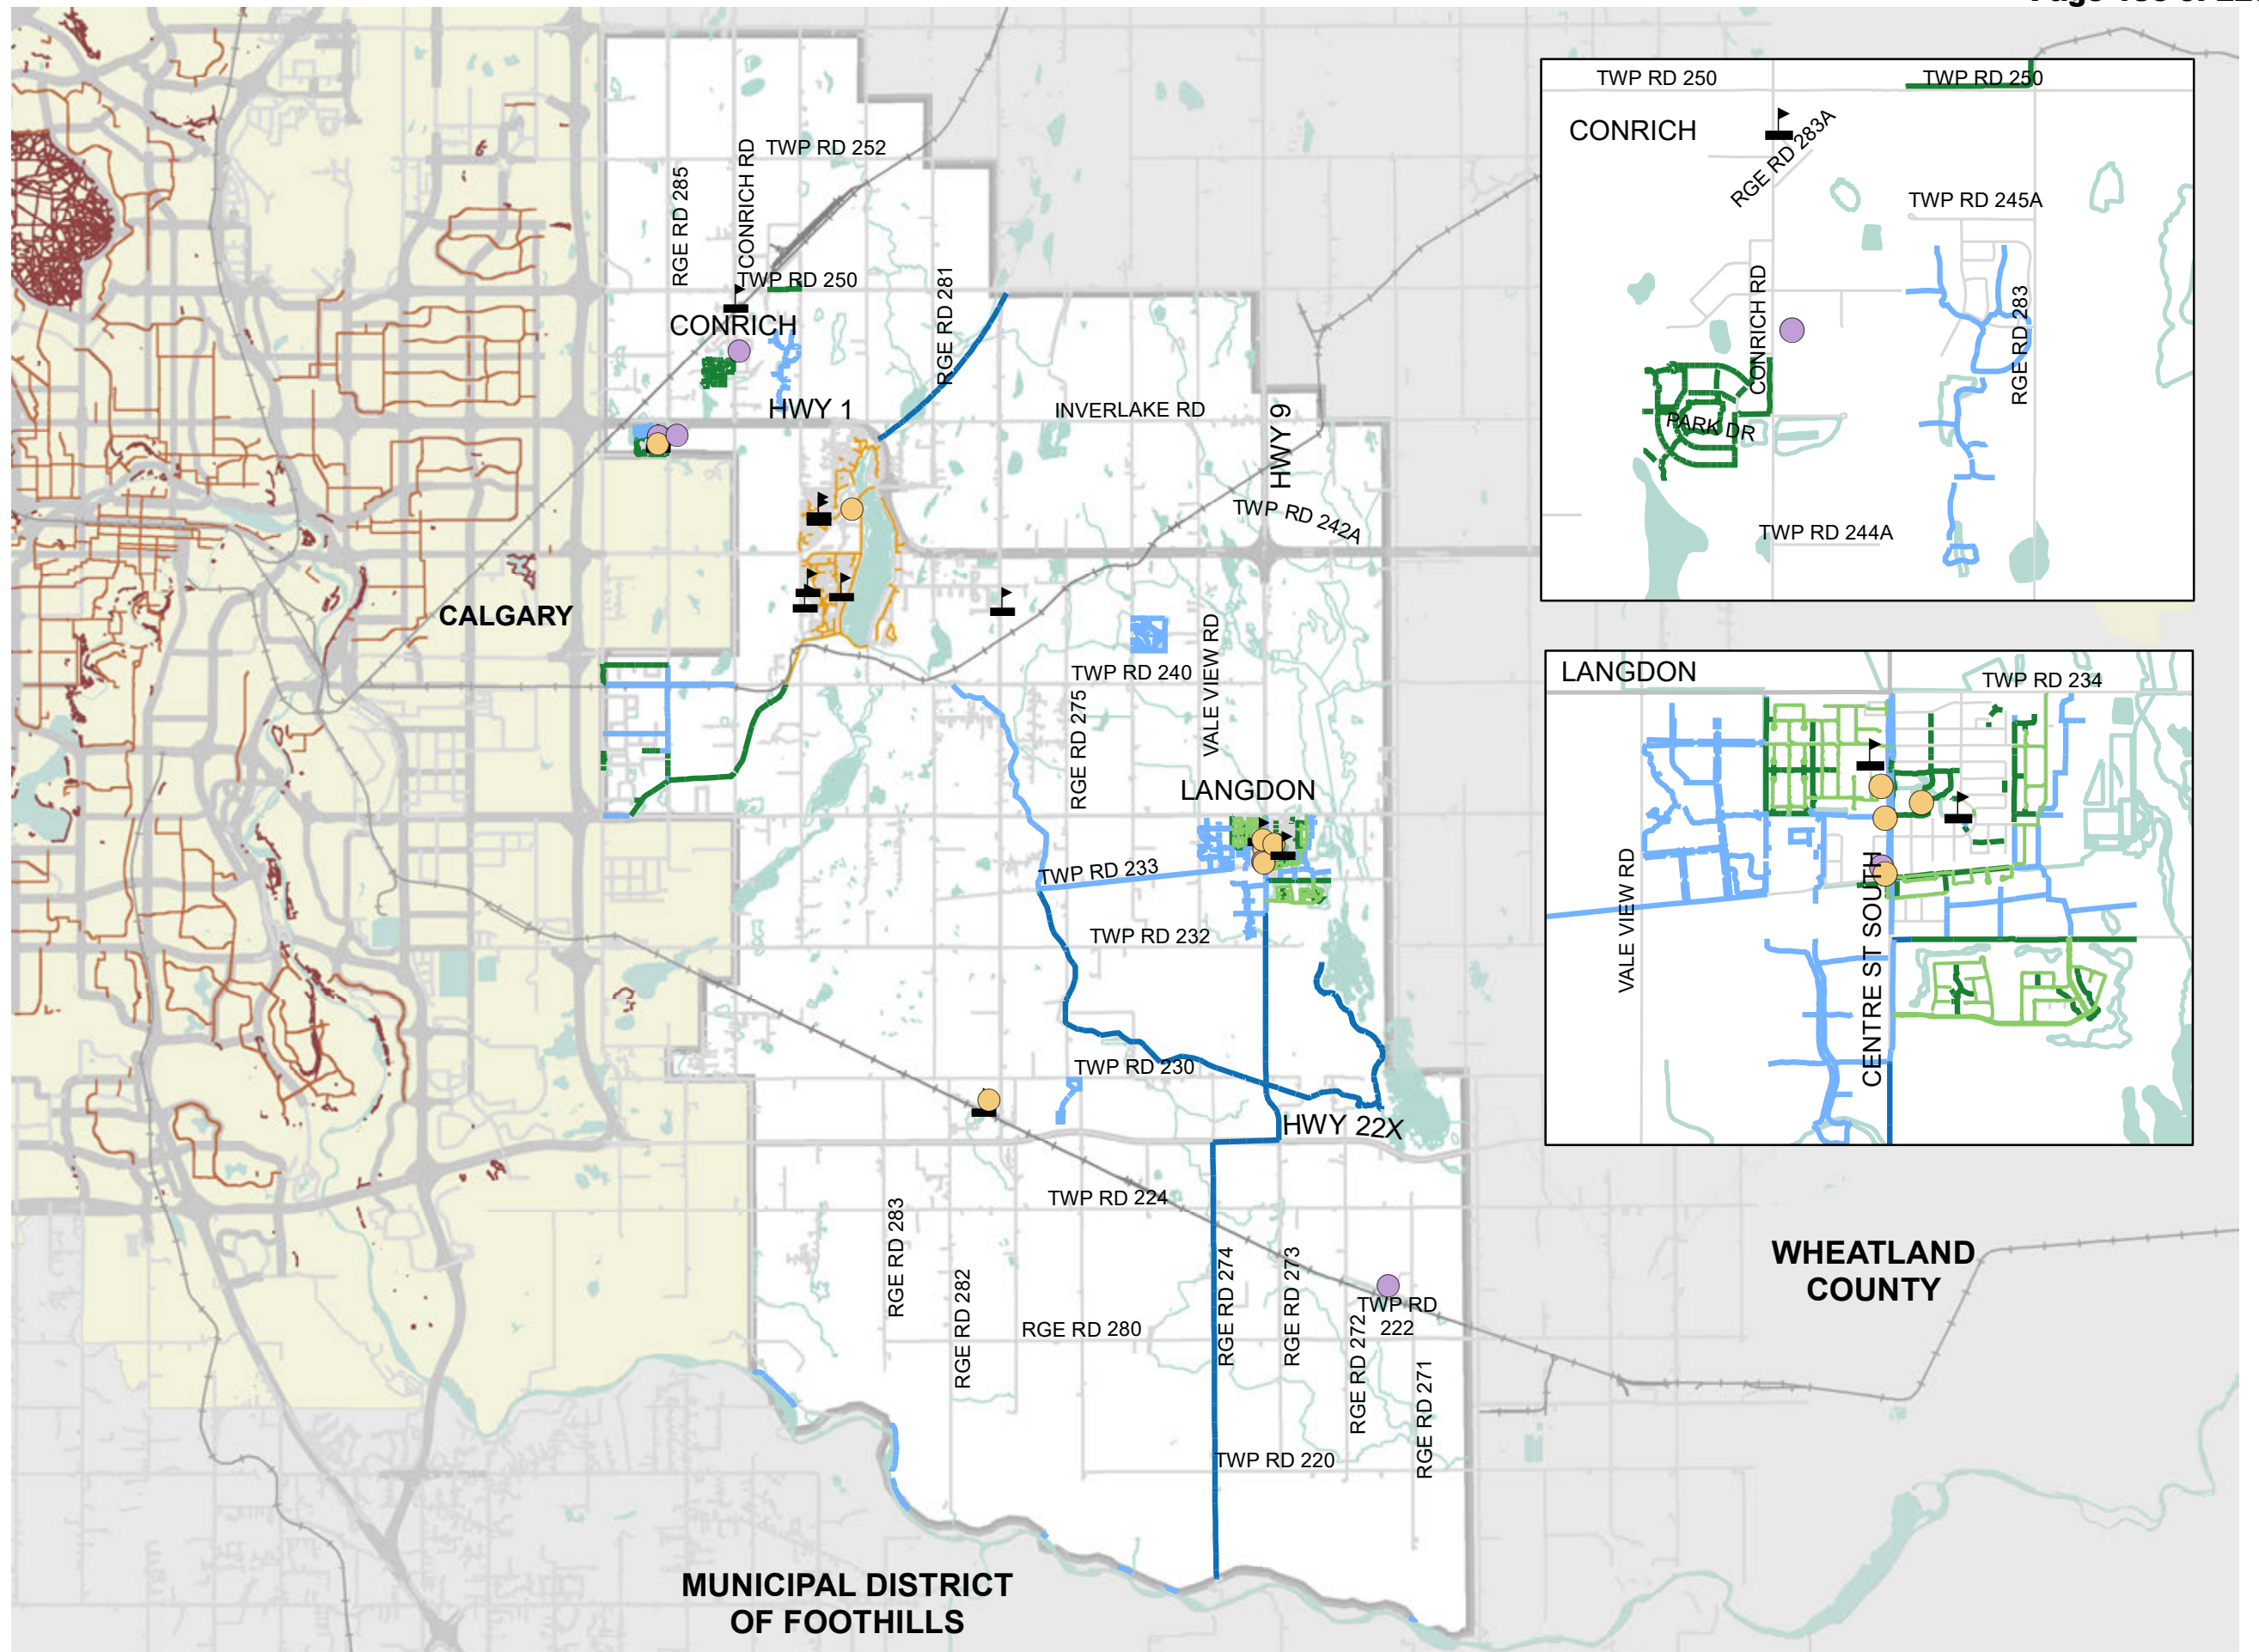 TWP RD 252
RGE RD 285
CONRICH RD
TWP RD 250
CONRICH
RGE RD 281
HWY 1
INVERLAKE RD
HWY 9
TWP RD 242A
CALGARY
TWP RD 240
VALE VIEW RD
RGE RD 275
LANGDON
TWP RD 233
TWP RD 232
TWP RD 230
HWY 22X
TWP RD 224
RGE RD 283
RGE RD 282
RGE RD 280
RGE RD 274
RGE RD 273
TWP RD
222
RGE RD 272
RGE RD 271
TWP RD 220
WHEATLAND
COUNTY
MUNICIPAL DISTRICT
OF FOOTHILLS
TWP RD 250
TWP RD 250
CONRICH
RGE RD 283A
TWP RD 245A
CONRICH RD
RGE RD 283
PARK DR
TWP RD 244A
LANGDON
TWP RD 234
VALE VIEW RD
CENTRE ST SOUTH